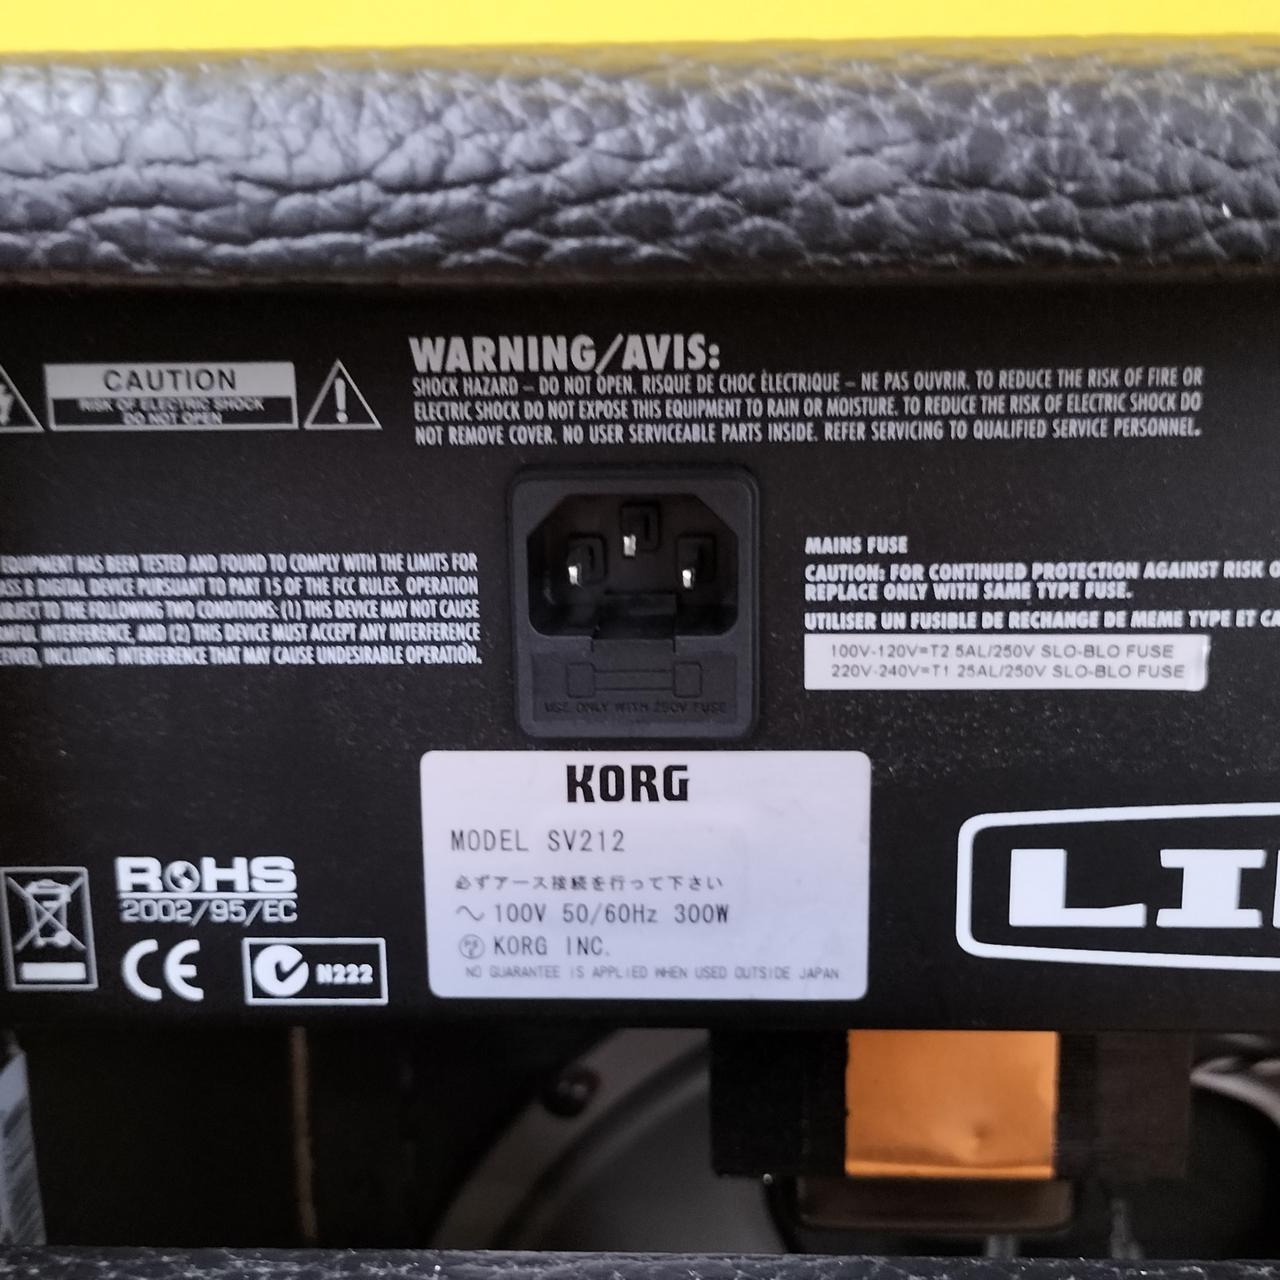 WARNING/AVIS:
SHOCK HAZARD – DO NOT OPEN. RISQUE DE CHOC ÉLECTRIQUE – NE PAS OUVRIR. TO REDUCE THE RISK OF FIRE OR
ELECTRIC SHOCK DO NOT EXPOSE THIS EQUIPMENT TO RAIN OR MOISTURE. TO REDUCE THE RISK OF ELECTRIC SHOCK DO
NOT REMOVE COVER. NO USER SERVICEABLE PARTS INSIDE. REFER SERVICING TO QUALIFIED SERVICE PERSONNEL.
CAUTION
RISK OF ELECTRIC SHOCK
DO NOT OPEN
EQUIPMENT HAS BEEN TESTED AND FOUND TO COMPLY WITH THE LIMITS FOR
B DIGITAL DEVICE PURSUANT TO PART 15 OF THE FCC RULES. OPERATION
TO THE FOLLOWING TWO CONDITIONS: (1) THIS DEVICE MAY NOT CAUSE
INTERFERENCE, AND (2) THIS DEVICE MUST ACCEPT ANY INTERFERENCE
INCLUDING INTERFERENCE THAT MAY CAUSE UNDESIRABLE OPERATION.
USE ONLY WITH 250V FUSE
MAINS FUSE
CAUTION: FOR CONTINUED PROTECTION AGAINST RISK O
REPLACE ONLY WITH SAME TYPE FUSE.
UTILISER UN FUSIBLE DE RECHANGE DE MEME TYPE ET CA
100V-120V=T2 5AL/250V SLO-BLO FUSE
220V-240V=T1 25AL/250V SLO-BLO FUSE
KORG
MODEL SV212
必ずアース接続を行って下さい
～ 100V 50/60Hz 300W
KORG INC.
NO GUARANTEE IS APPLIED WHEN USED OUTSIDE JAPAN
RoHS
2002/95/EC
CE
N222
LI